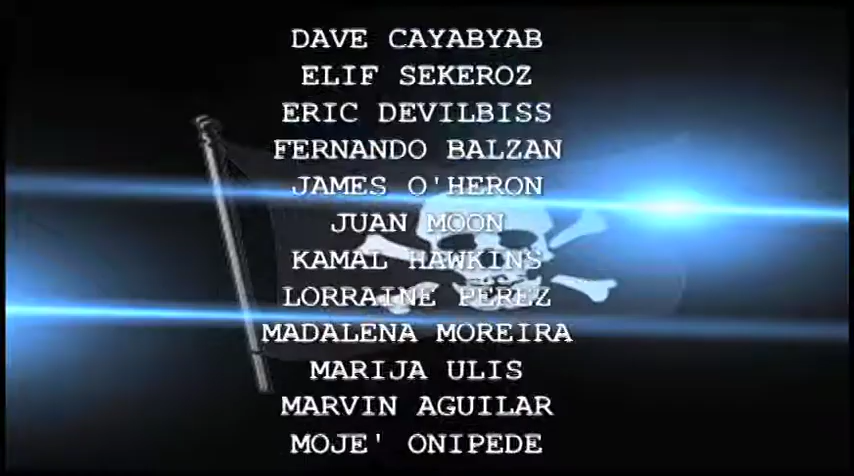 DAVE CAYABYAB
ELIF SEKEROZ
ERIC DEVILBISS
FERNANDO BALZAN
JAMES O'HERON
JUAN MOON
KAMAL HAWKINS
LORRAINE PEREZ
MADALENA MOREIRA
MARIJA ULIS
MARVIN AGUILAR
MOJE' ONIPEDE